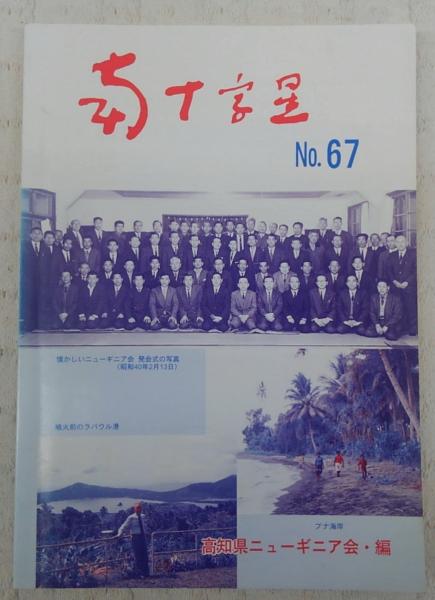 南十字星
No. 67
懐かしいニューギニア会 発会式の写真
(昭和40年2月13日)
噴火前のラバウル港
ブナ海岸
高知県ニューギニア会・編